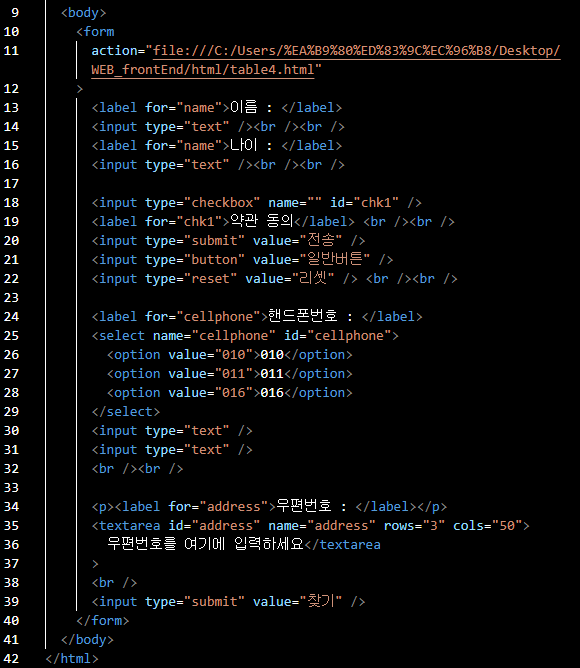 9 <body>
10 <form
11 action="file:///C:/Users/%EA%B9%80%ED%83%9C%EC%96%B8/Desktop/
WEB_frontEnd/html/table4.html"
12 >
13 <label for="name">이름 : </label>
14 <input type="text" /><br /><br />
15 <label for="name">나이 : </label>
16 <input type="text" /><br /><br />
17
18 <input type="checkbox" name="" id="chk1" />
19 <label for="chk1">약관 동의</label> <br /><br />
20 <input type="submit" value="전송" />
21 <input type="button" value="일반버튼" />
22 <input type="reset" value="리셋" /> <br /><br />
23
24 <label for="cellphone">핸드폰번호 : </label>
25 <select name="cellphone" id="cellphone">
26 <option value="010">010</option>
27 <option value="011">011</option>
28 <option value="016">016</option>
29 </select>
30 <input type="text" />
31 <input type="text" />
32 <br /><br />
33
34 <p><label for="address">우편번호 : </label></p>
35 <textarea id="address" name="address" rows="3" cols="50">
36 우편번호를 여기에 입력하세요</textarea
37 >
38 <br />
39 <input type="submit" value="찾기" />
40 </form>
41 </body>
42 </html>